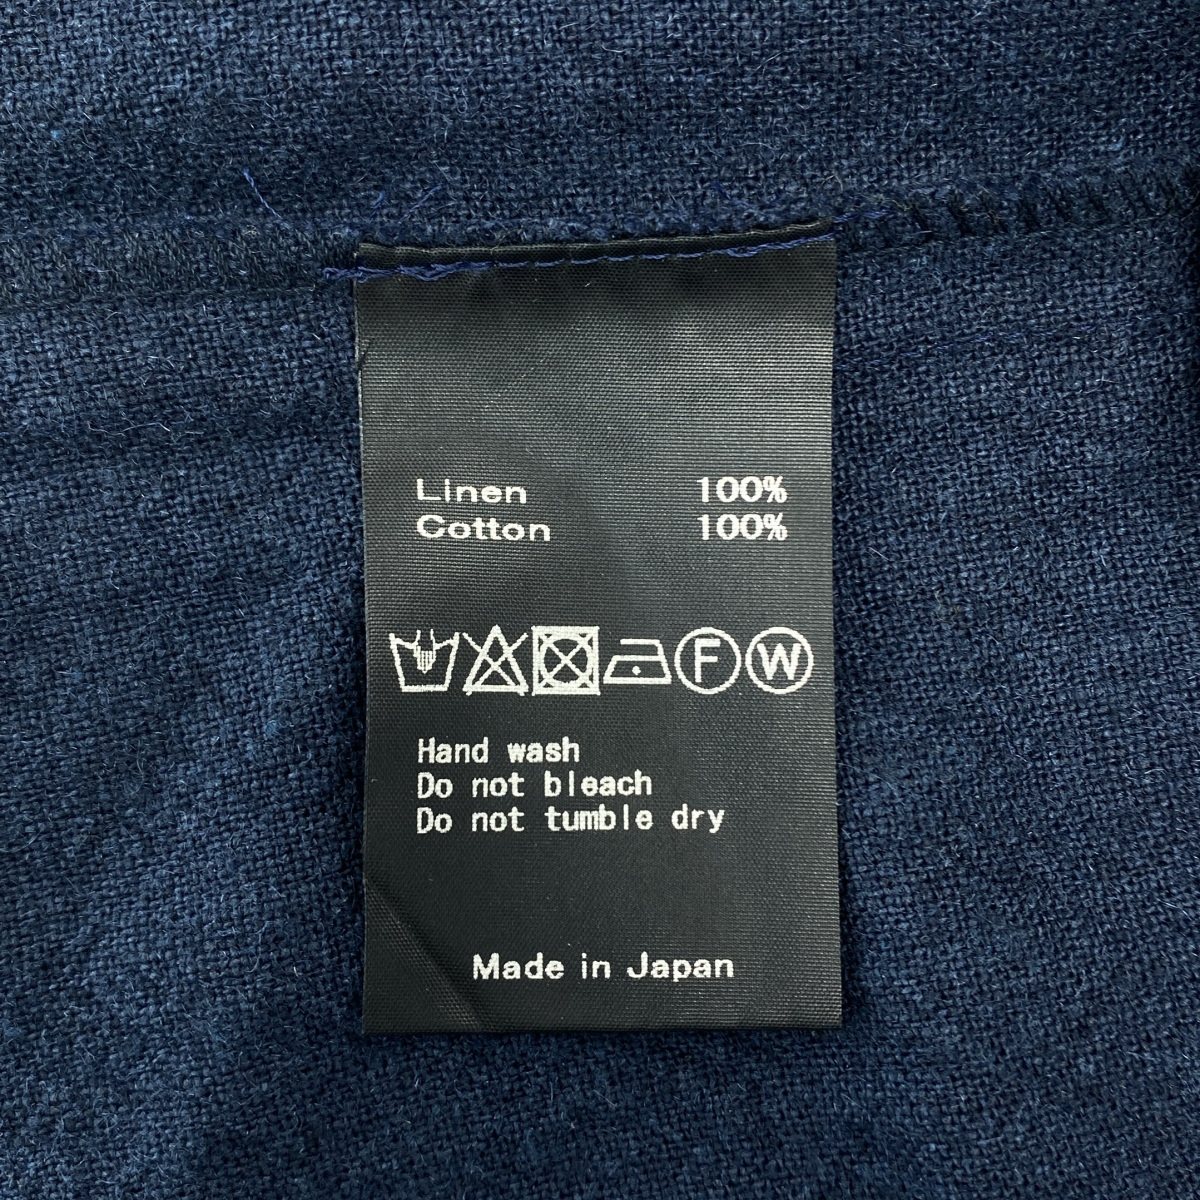 Linen 100%
Cotton 100%
F W
Hand wash
Do not bleach
Do not tumble dry
Made in Japan